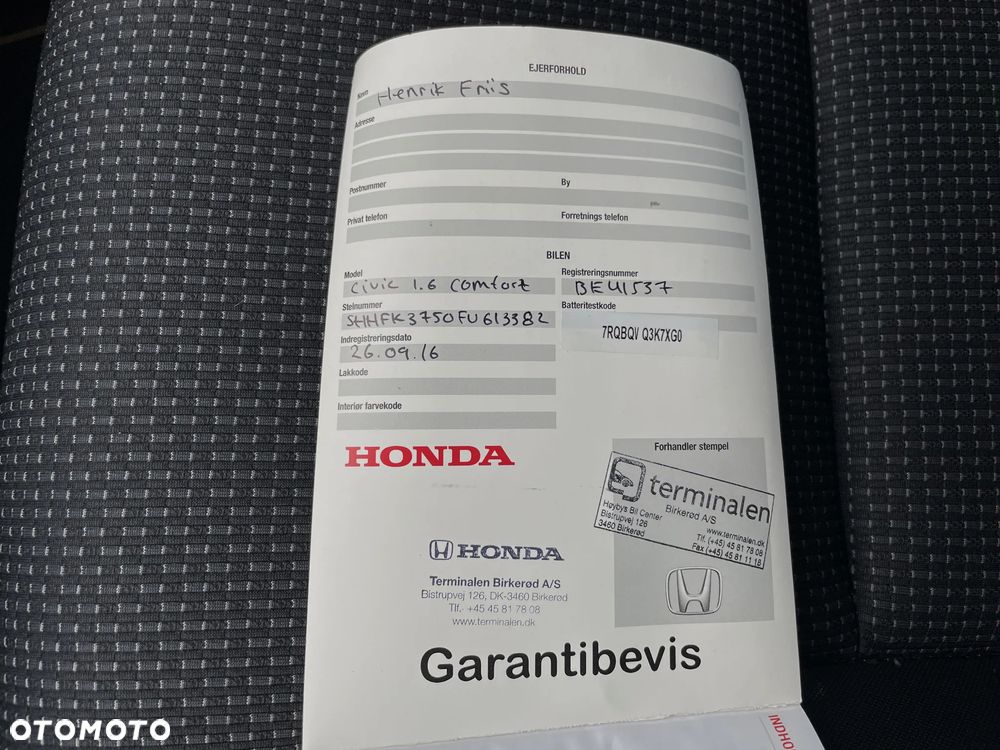 EJERFORHOLD
Navn
Henrik Friis
Adresse
Postnummer By
Privat telefon Forretnings telefon
BILEN
Model Registreringsnummer
Civic 1.6 Comfort BE41537
Stelnummer Batteritestkode
SHHFK3750FU613382
7RQBQV Q3K7XG0
Indregistreringsdato
26.09.16
Lakkode
Interiør farvekode
HONDA
Forhandler stempel
terminalen
Birkerød A/S
Høybys Bil Center
Bistrupvej 126
3460 Birkerød
www.terminalen.dk
Tlf. (+45) 45 81 78 08
Fax (+45) 45 81 11 18
HONDA
Terminalen Birkerød A/S
Bistrupvej 126, DK-3460 Birkerød
Tlf. +45 45 81 78 08
www.terminalen.dk
Garantibevis
INDHO
OTOMOTO